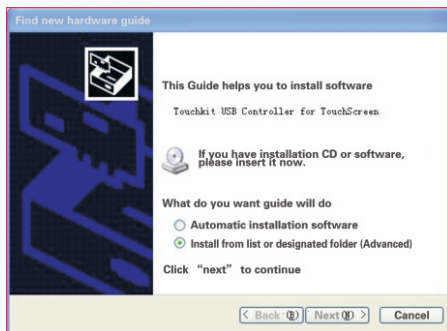 Find new hardware guide
This Guide helps you to install software
Touchkit USB Controller for TouchScreen
If you have installation CD or software,
please insert it now.
What do you want guide will do
Automatic installation software
Install from list or designated folder (Advanced)
Click “next” to continue
< Back (B) Next (N) > Cancel